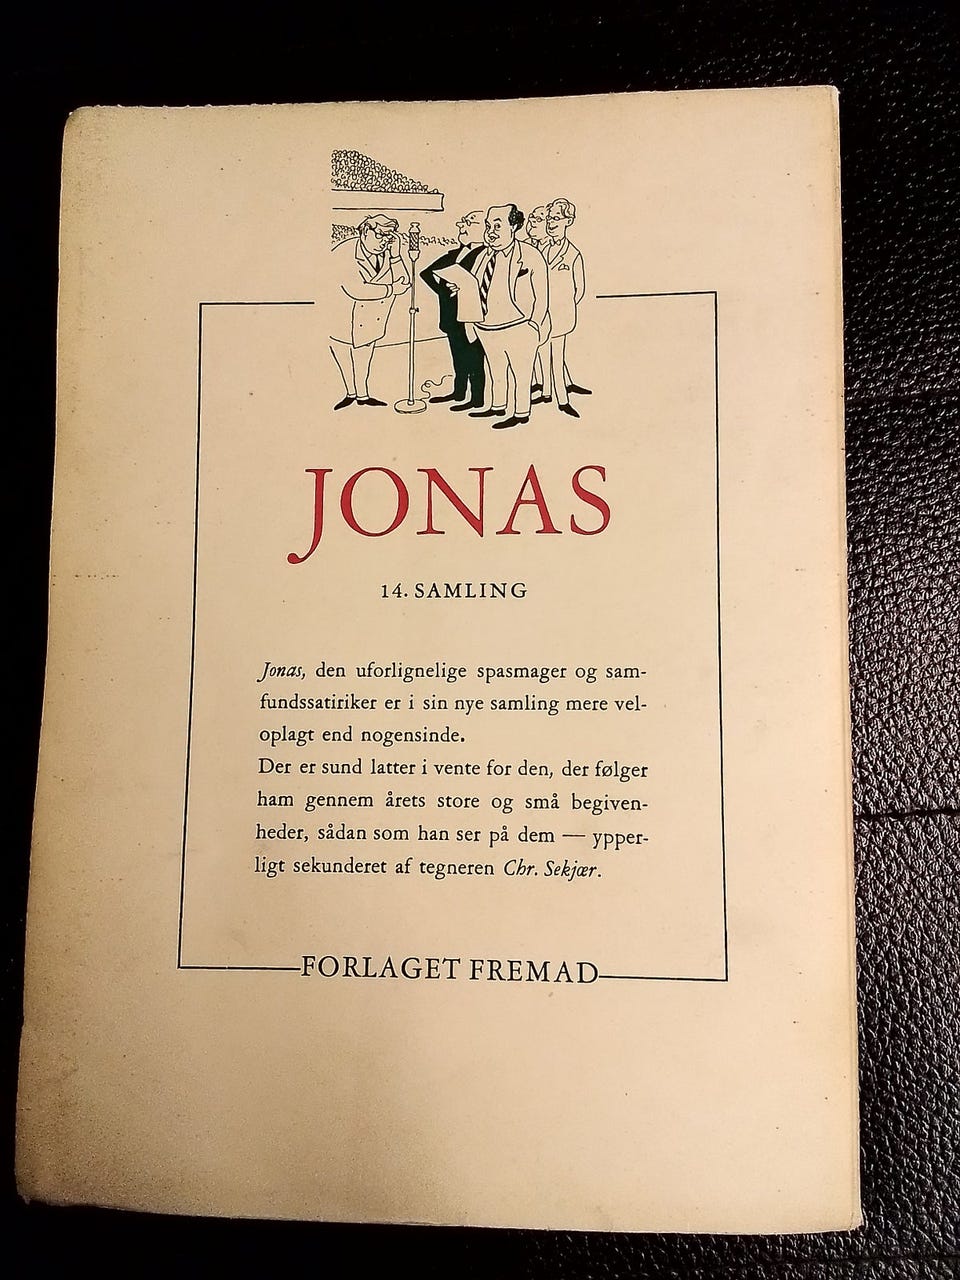 JONAS
14. SAMLING
Jonas, den uforlignelige spasmager og sam-
fundssatiriker er i sin nye samling mere vel-
oplagt end nogensinde.
Der er sund latter i vente for den, der følger
ham gennem årets store og små begiven-
heder, sådan som han ser på dem — ypper-
ligt sekunderet af tegneren Chr. Sekjær.
FORLAGET FREMAD